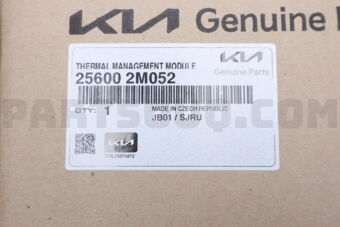 KIA Genuine P
THERMAL MANAGEMENT MODULE
25600 2M052
KIA
Genuine Parts
QTY: 1
MADE IN CZECH REPUBLIC
JB01 / SJRU
KIA
PARTSOUQ.COM